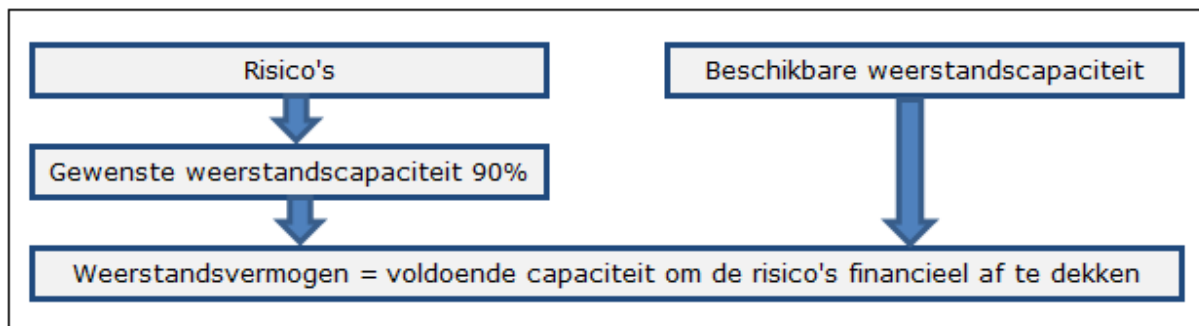 Risico's
Beschikbare weerstandscapaciteit
Gewenste weerstandscapaciteit 90%
Weerstandsvermogen = voldoende capaciteit om de risico's financieel af te dekken